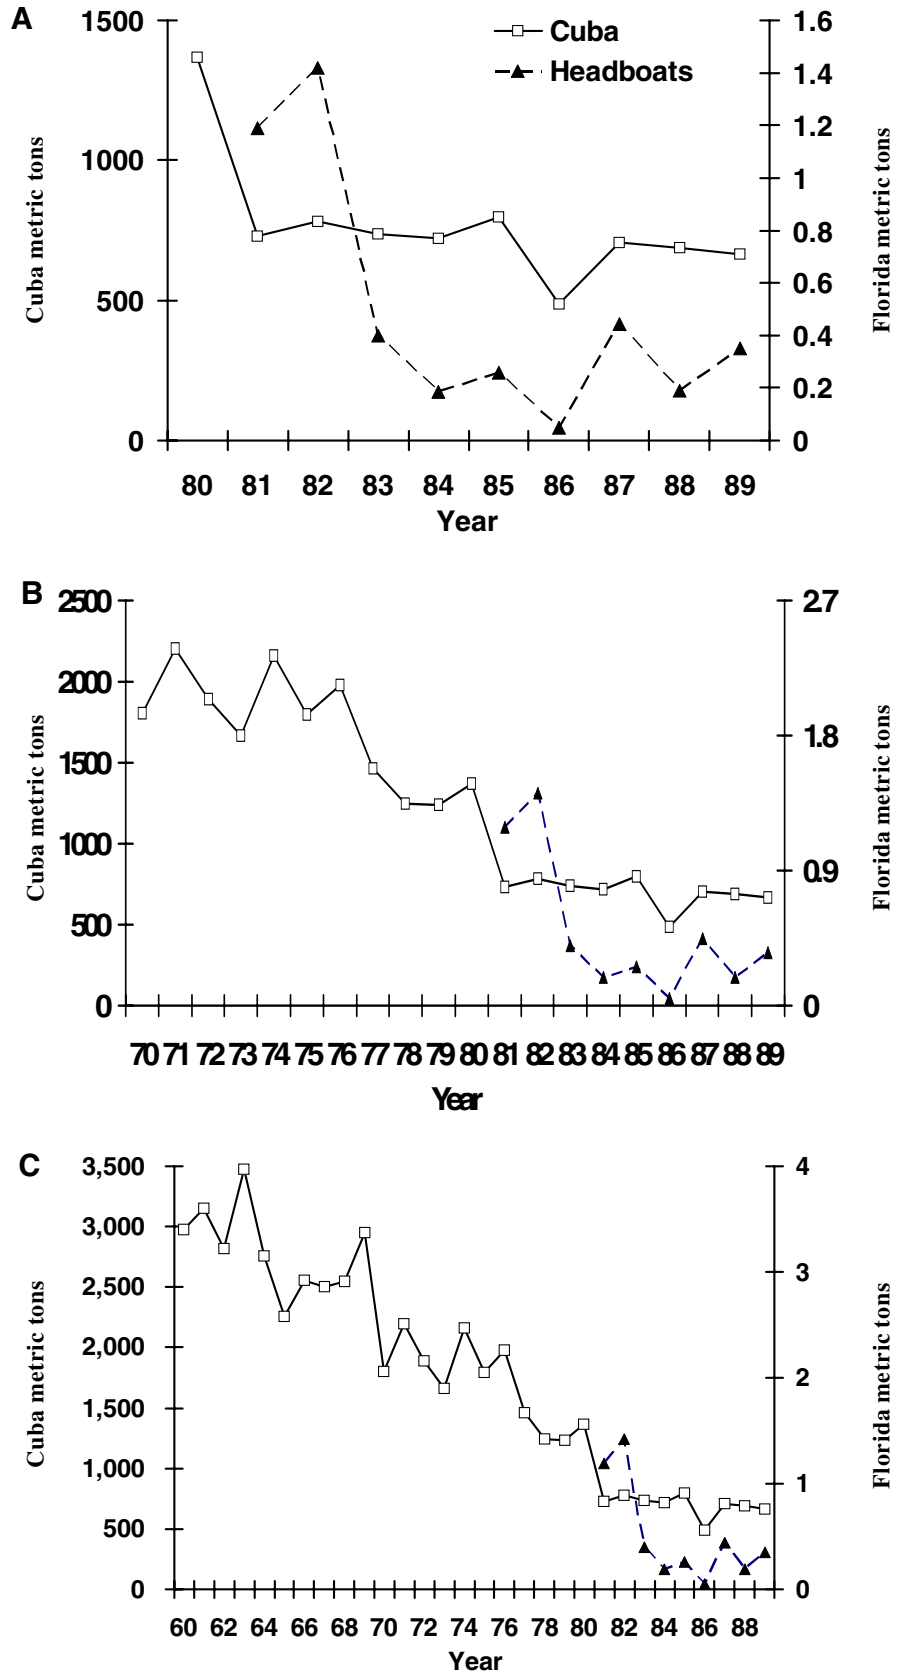 A
1500
1000
500
0
Cuba metric tons
Cuba
Headboats
1.6
1.4
1.2
1
0.8
0.6
0.4
0.2
0
Florida metric tons
80 81 82 83 84 85 86 87 88 89
Year
B
2500
2000
1500
1000
500
0
Cuba metric tons
2.7
1.8
0.9
0
Florida metric tons
70 71 72 73 74 75 76 77 78 79 80 81 82 83 84 85 86 87 88 89
Year
C
3,500
3,000
2,500
2,000
1,500
1,000
500
0
Cuba metric tons
4
3
2
1
0
Florida metric tons
60 62 64 66 68 70 72 74 76 78 80 82 84 86 88
Year